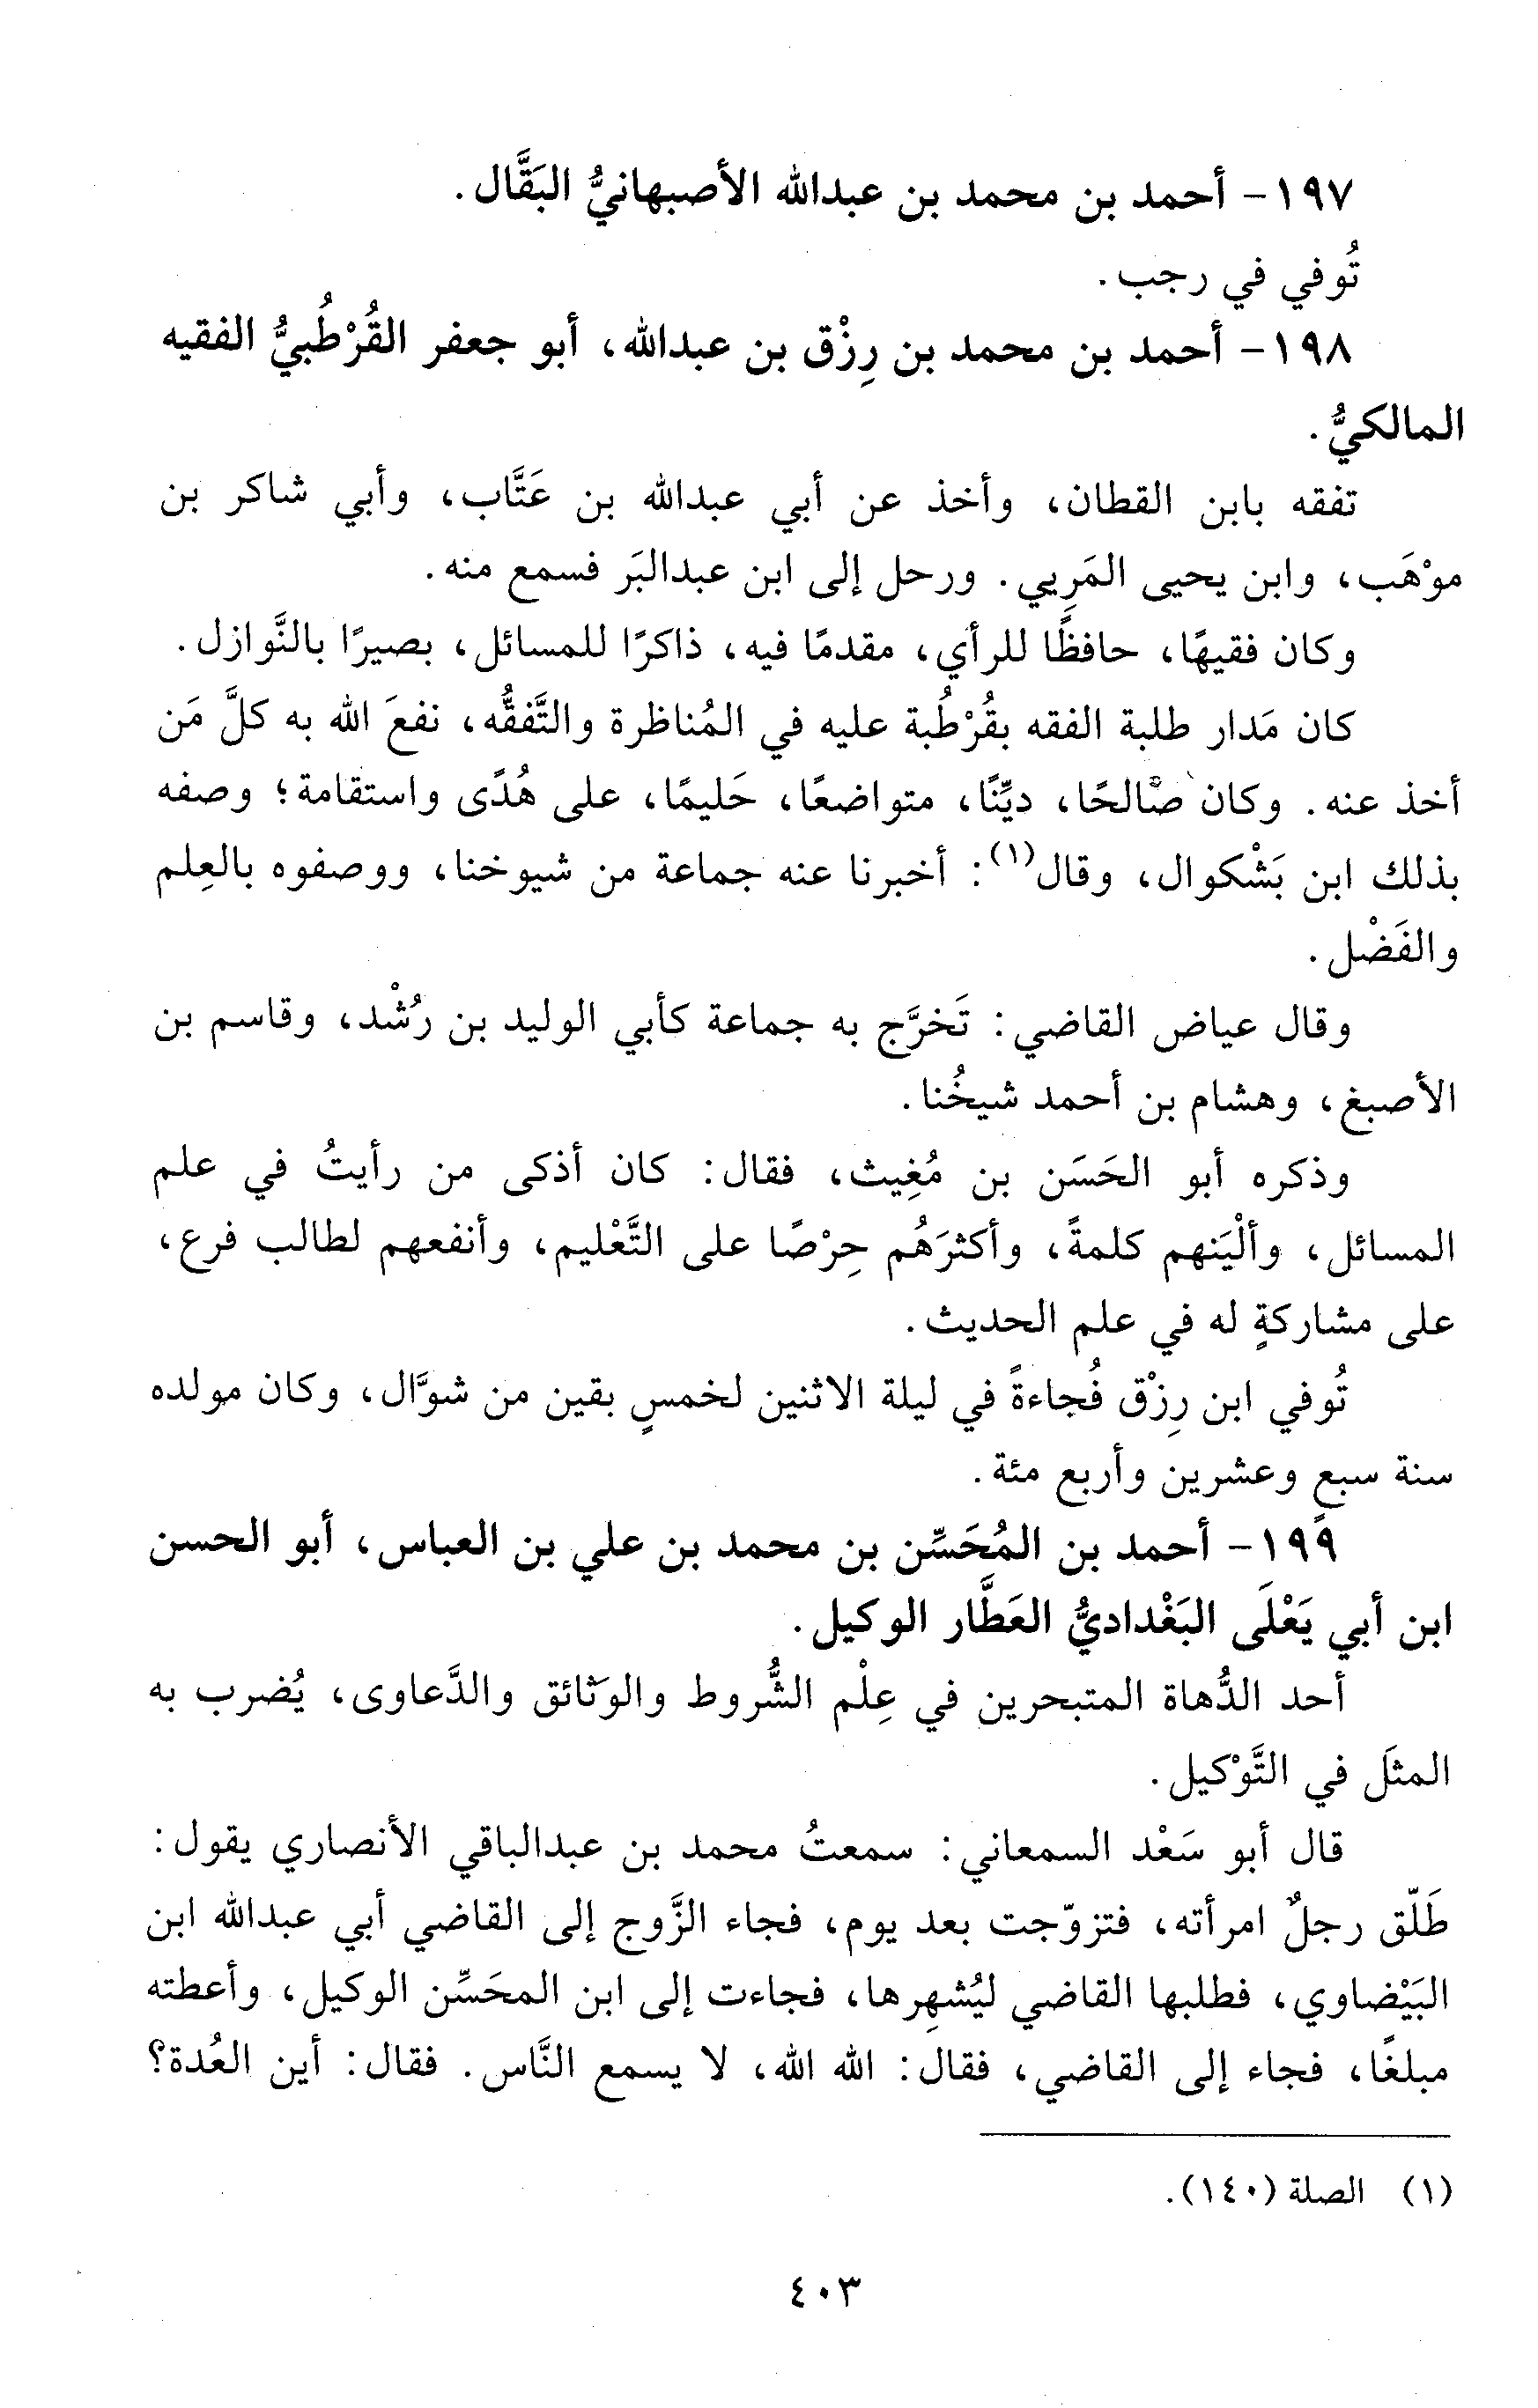 ١٩٧- أحمد بن محمد بن عبدالله الأصبهانيُّ البَقَّال.
تُوفي في رجب.
١٩٨- أحمد بن محمد بن رِزْق بن عبدالله، أبو جعفر القُرْطُبيُّ الفقيه
المالكيُّ.
تفقه بابن القطان، وأخذ عن أبي عبدالله بن عَتَّاب، وأبي شاكر بن
موْهَب، وابن يحيى المَرِيي. ورحل إلى ابن عبدالبَر فسمع منه.
وكان فقيهًا، حافظًا للرأي، مقدمًا فيه، ذاكرًا للمسائل، بصيرًا بالنَّوازل.
كان مَدار طلبة الفقه بقُرْطُبة عليه في المُناظرة والتَّفقُّه، نفعَ الله به كلَّ مَن
أخذ عنه. وكان صالحًا، ديِّنًا، متواضعًا، حَليمًا، على هُدًى واستقامة؛ وصفه
بذلك ابن بَشْكوال، وقال(١): أخبرنا عنه جماعة من شيوخنا، ووصفوه بالعِلم
والفَضْل.
وقال عياض القاضي: تَخرَّج به جماعة كأبي الوليد بن رُشْد، وقاسم بن
الأصبغ، وهشام بن أحمد شيخُنا.
وذكره أبو الحَسَن بن مُغِيث، فقال: كان أذكى من رأيتُ في علم
المسائل، وألْيَنهم كلمةً، وأكثرَهُم حِرْصًا على التَّعْليم، وأنفعهم لطالب فرع،
على مشاركةٍ له في علم الحديث.
تُوفي ابن رِزْق فُجاءةً في ليلة الاثنين لخمسٍ بقين من شوَّال، وكان مولده
سنة سبعٍ وعشرين وأربع مئة.
١٩٩- أحمد بن المُحَسِّن بن محمد بن علي بن العباس، أبو الحسن
ابن أبي يَعْلَى البَغْداديُّ العَطَّار الوكيل.
أحد الدُّهاة المتبحرين في عِلْم الشُّروط والوَثائق والدَّعاوى، يُضرب به
المثلَ في التَّوْكيل.
قال أبو سَعْد السمعاني: سمعتُ محمد بن عبدالباقي الأنصاري يقول:
طَلّق رجلٌ امرأته، فتزوّجت بعد يوم، فجاء الزَّوج إلى القاضي أبي عبدالله ابن
البَيْضاوي، فطلبها القاضي ليُشهِرها، فجاءت إلى ابن المحَسِّن الوكيل، وأعطته
مبلغًا، فجاء إلى القاضي، فقال: الله الله، لا يسمع النَّاس. فقال: أين العُدة؟
(١) الصلة (١٤٠).
٤٠٣